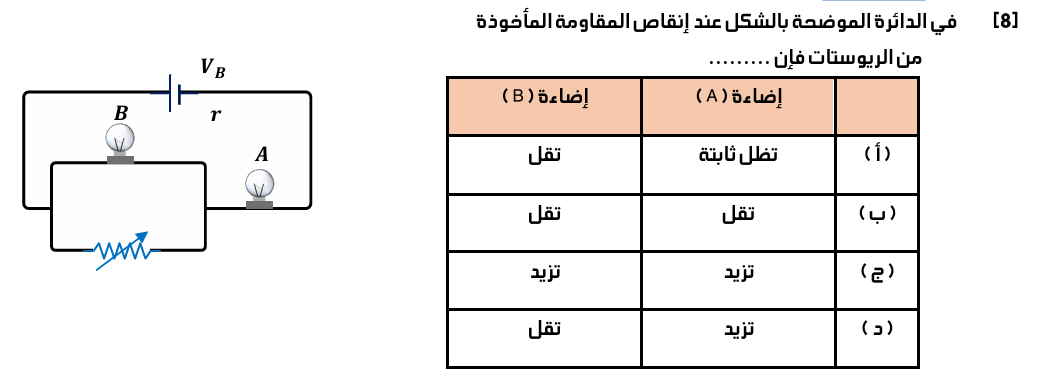 [8] في الدائرة الموضحة بالشكل عند إنقاص المقاومة المأخوذة
من الريوستات فإن .........
إضاءة (A) إضاءة (B)
(أ) تظل ثابتة تقل
(ب) تقل تقل
(ج) تزيد تزيد
(د) تزيد تقل
V_B
r
B
A